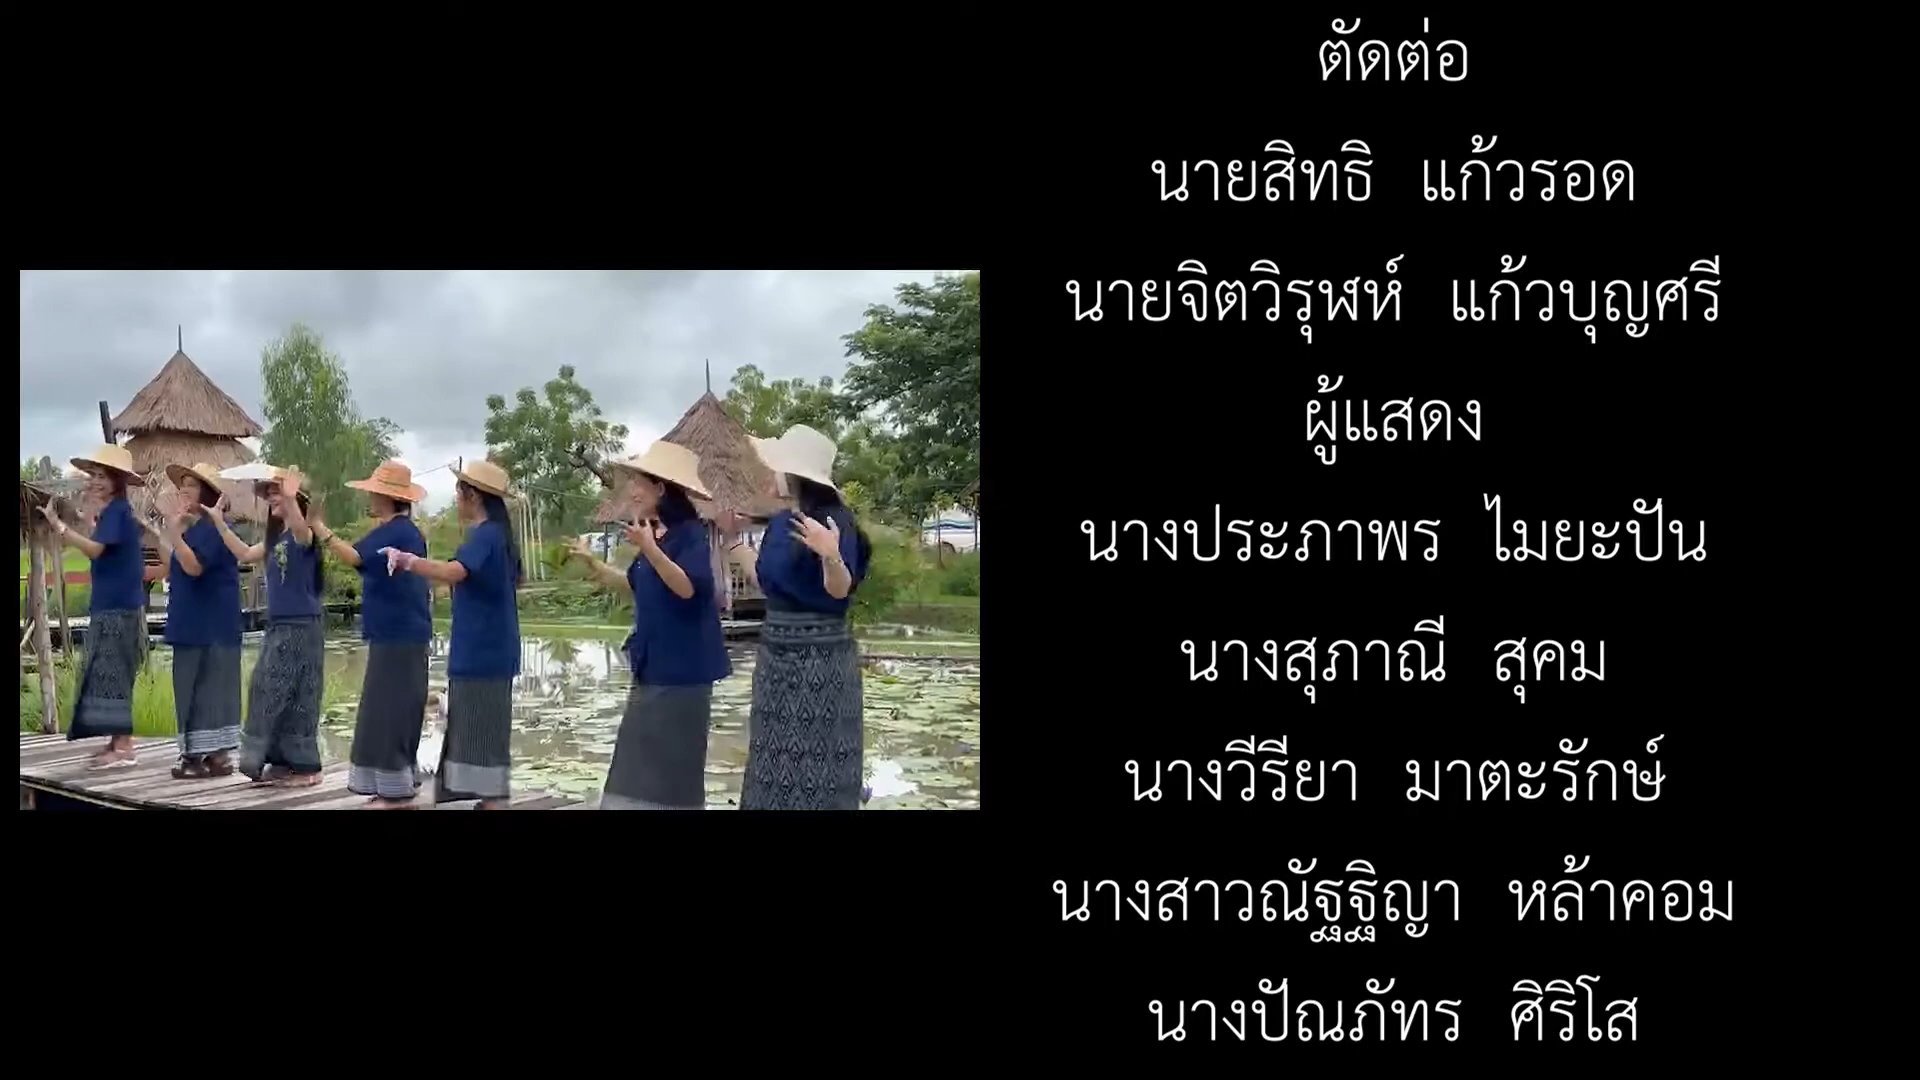 ตัดต่อ
นายสิทธิ แก้วรอด
นายจิตวิรุฬห์ แก้วบุญศรี
ผู้แสดง
นางประภาพร ไมยะปัน
นางสุภาณี สุคม
นางวีรียา มาตะรักษ์
นางสาวณัฐฐิญา หล้าคอม
นางปัณภัทร ศิริโส